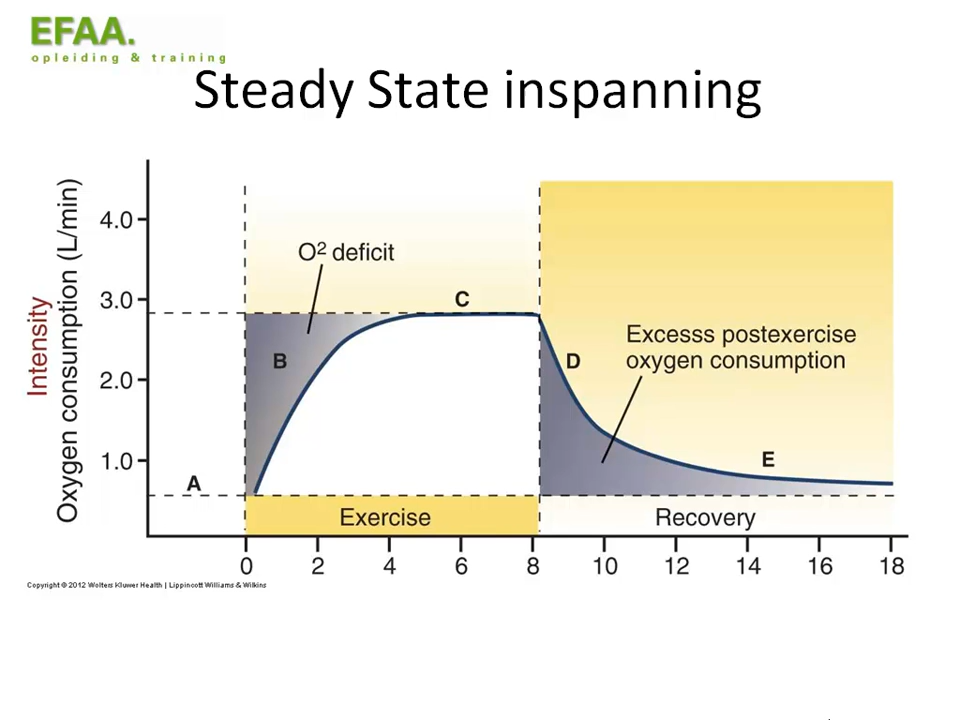 EFAA.
opleiding & training
Steady State inspanning
Intensity
Oxygen consumption (L/min)
4.0
3.0
2.0
1.0
O2 deficit
A
B
C
D
E
Excesss postexercise
oxygen consumption
Exercise
Recovery
0 2 4 6 8 10 12 14 16 18
Copyright © 2012 Wolters Kluwer Health | Lippincott Williams & Wilkins